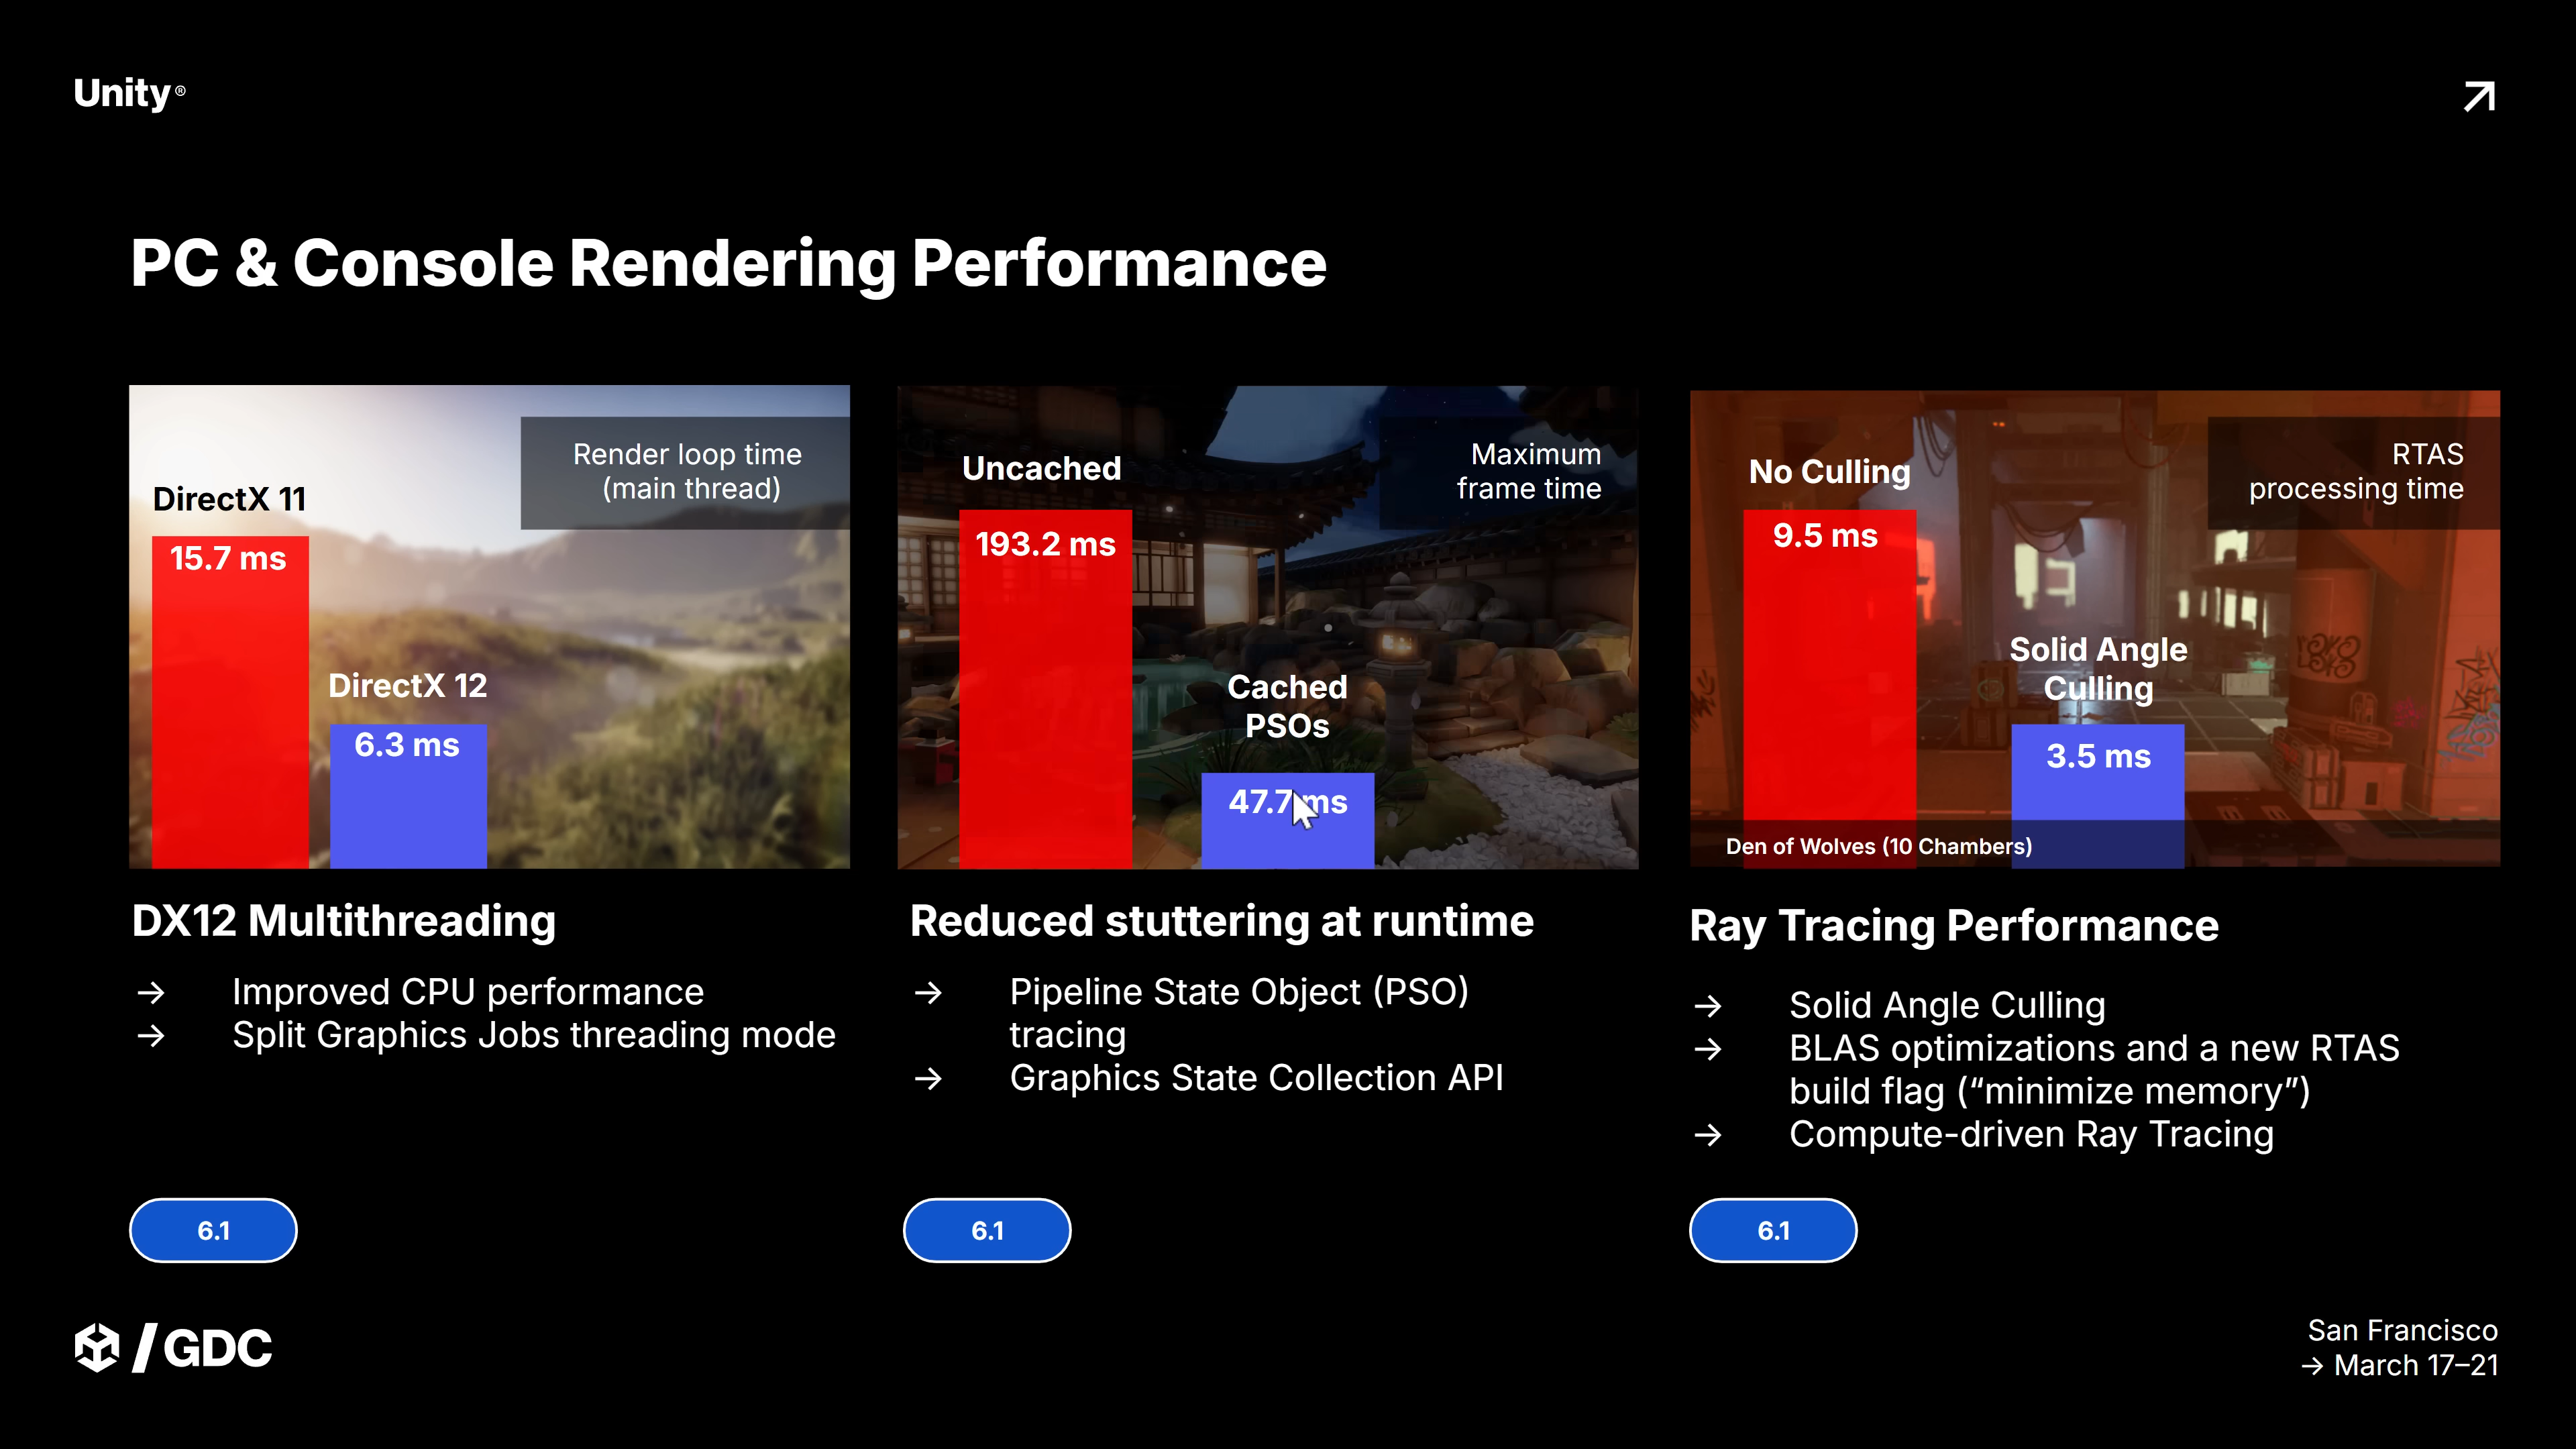 Unity®
PC & Console Rendering Performance
Render loop time
(main thread)
DirectX 11
15.7 ms
DirectX 12
6.3 ms
DX12 Multithreading
→ Improved CPU performance
→ Split Graphics Jobs threading mode
6.1
Maximum
frame time
Uncached
193.2 ms
Cached
PSOs
47.7 ms
Reduced stuttering at runtime
→ Pipeline State Object (PSO)
tracing
→ Graphics State Collection API
6.1
RTAS
processing time
No Culling
9.5 ms
Solid Angle
Culling
3.5 ms
Den of Wolves (10 Chambers)
Ray Tracing Performance
→ Solid Angle Culling
→ BLAS optimizations and a new RTAS
build flag (“minimize memory”)
→ Compute-driven Ray Tracing
6.1
/GDC
San Francisco
→ March 17–21